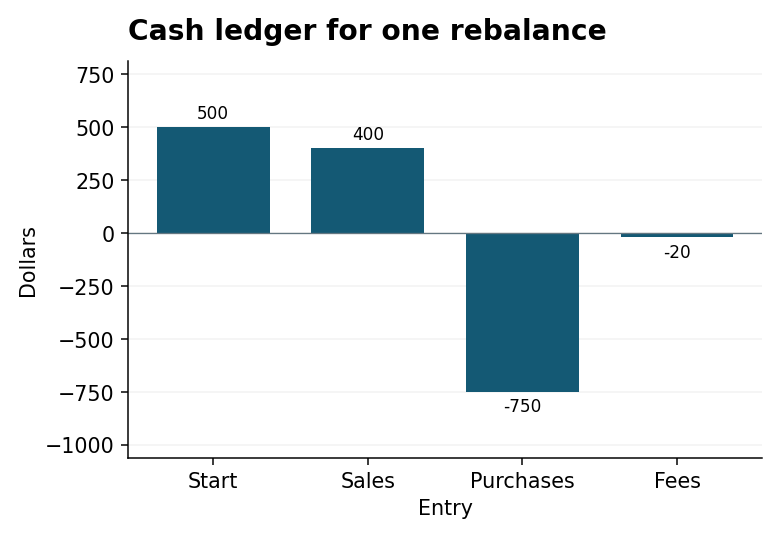 Cash ledger for one rebalance
750
500
250
0
−250
−500
−750
−1000
Dollars
500
400
-750
-20
Start
Sales
Purchases
Fees
Entry